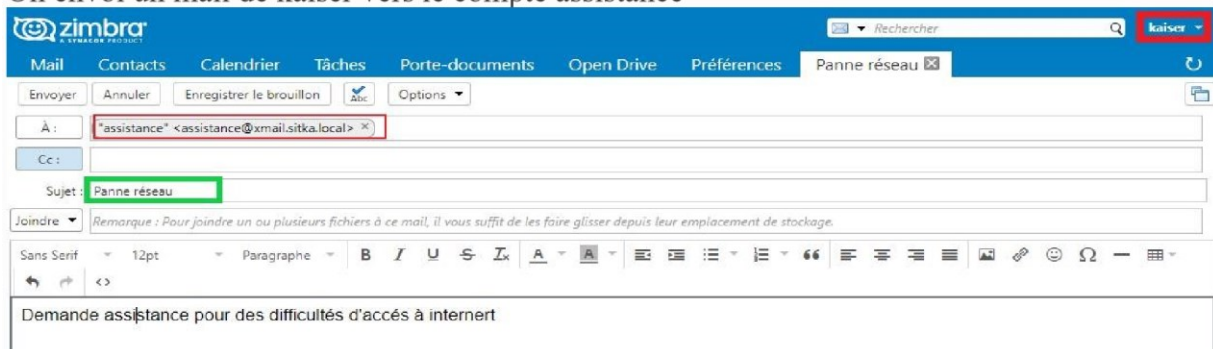 On envoi un mail de kaiser vers le compte assistance
zimbra
A SYNACOR PRODUCT
Rechercher
kaiser
Mail Contacts Calendrier Tâches Porte-documents Open Drive Préférences Panne réseau
Envoyer Annuler Enregistrer le brouillon Abc Options
À : "assistance" <assistance@xmail.sitka.local> ×
Cc :
Sujet : Panne réseau
Joindre Remarque : Pour joindre un ou plusieurs fichiers à ce mail, il vous suffit de les faire glisser depuis leur emplacement de stockage.
Sans Serif 12pt Paragraphe B I U S Ix A A
Demande assistance pour des difficultés d'accés à internert